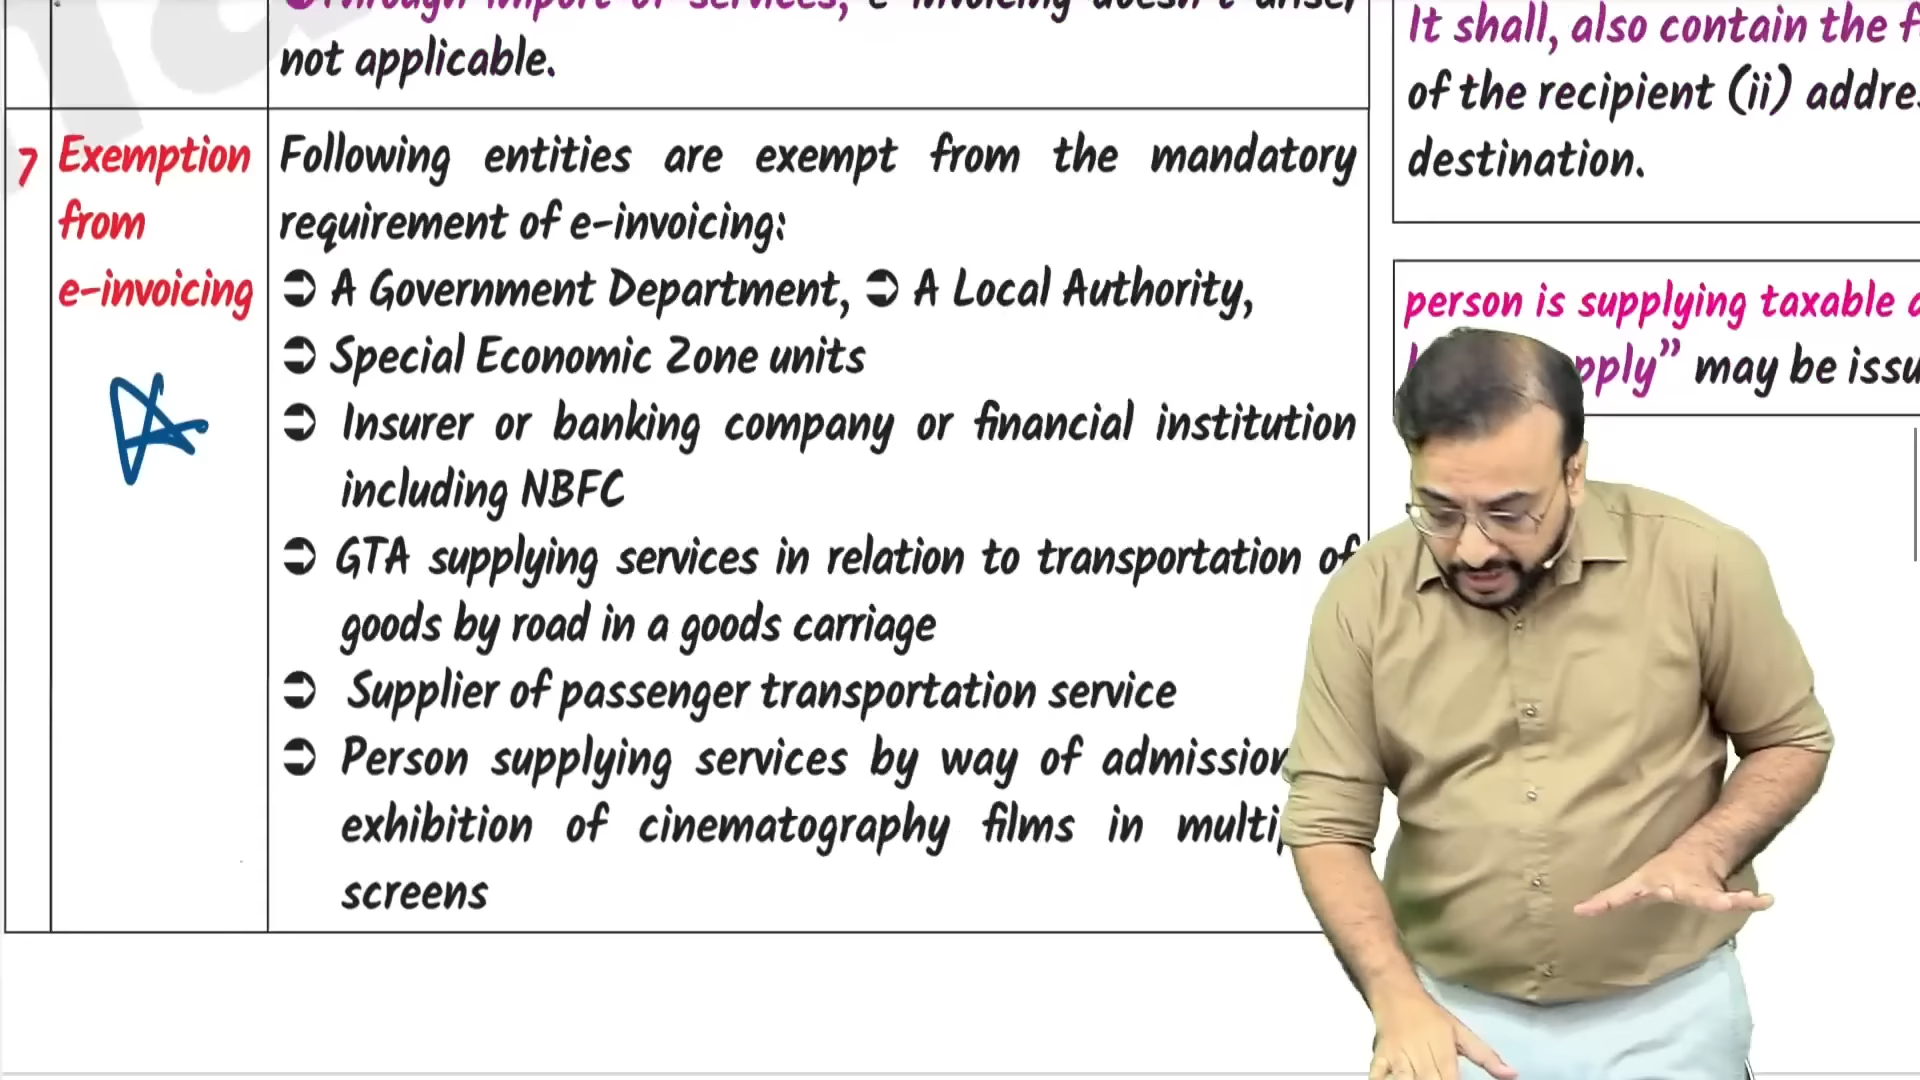 not applicable.
7 Exemption from e-invoicing
Following entities are exempt from the mandatory
requirement of e-invoicing:
➲ A Government Department, ➲ A Local Authority,
➲ Special Economic Zone units
➲ Insurer or banking company or financial institution
including NBFC
➲ GTA supplying services in relation to transportation of
goods by road in a goods carriage
➲ Supplier of passenger transportation service
➲ Person supplying services by way of admission
exhibition of cinematography films in
screens
It shall, also contain the
of the recipient (ii)
destination.
person is supplying taxable
may be